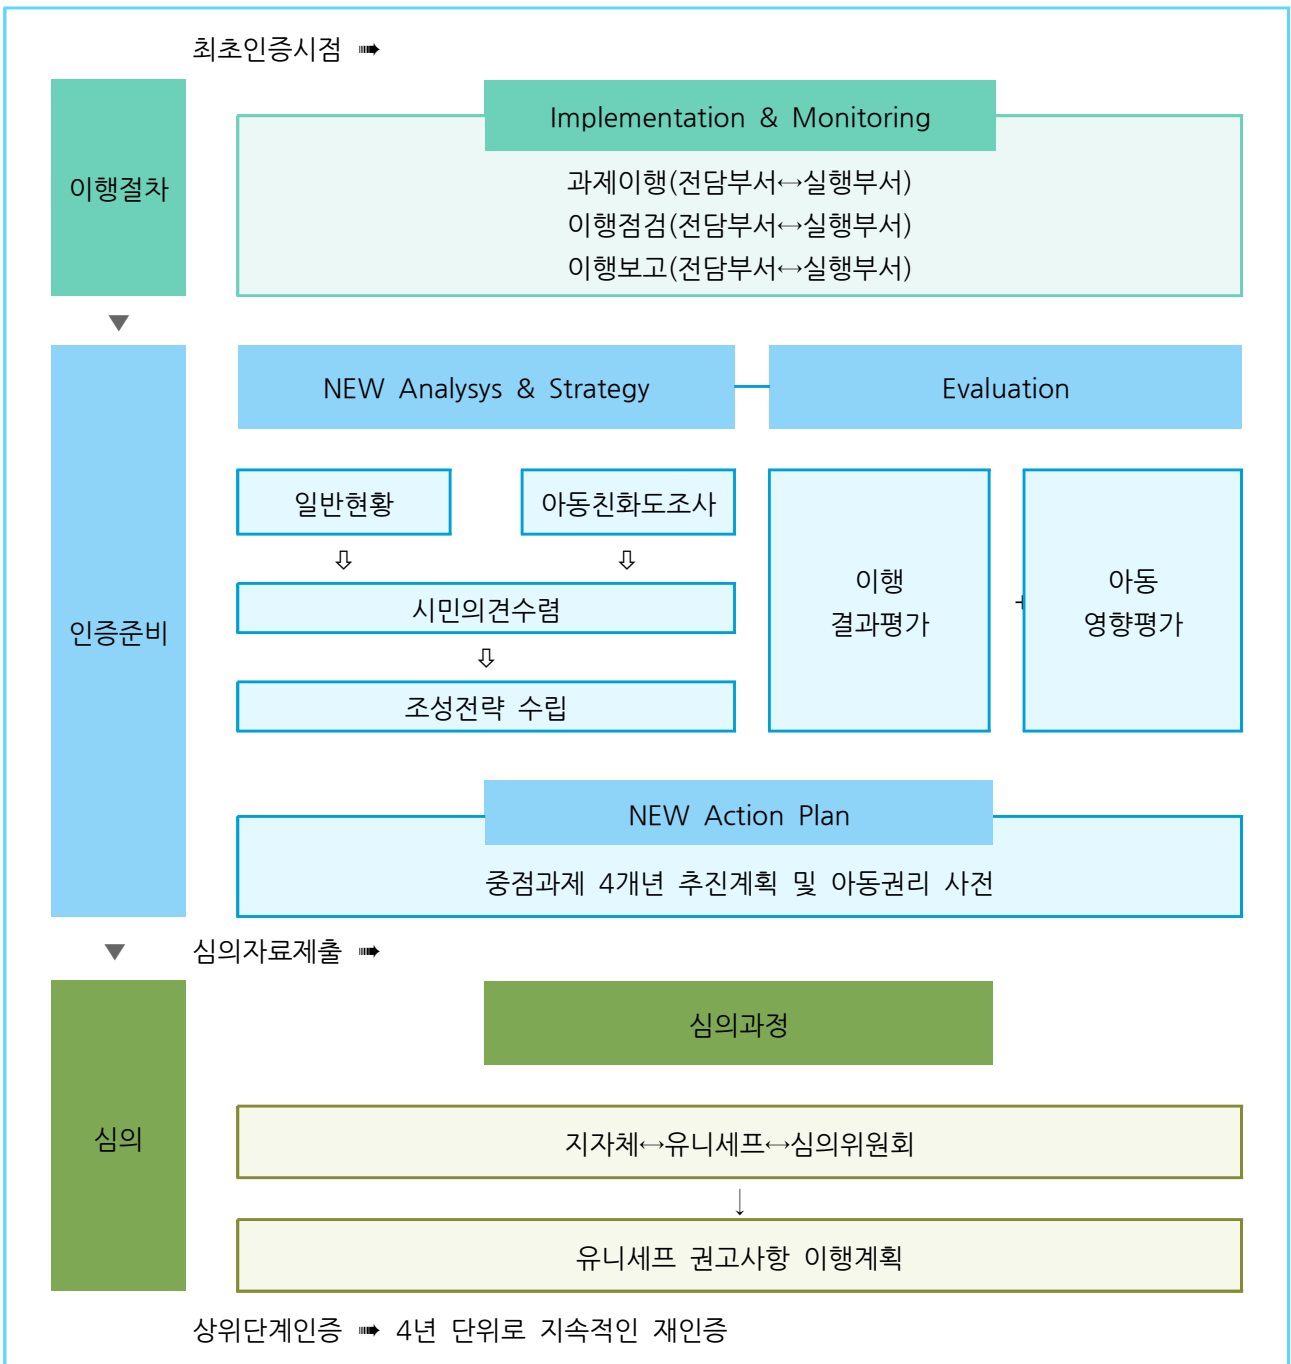 최초인증시점 ➠
이행절차
Implementation & Monitoring
과제이행(전담부서↔실행부서)
이행점검(전담부서↔실행부서)
이행보고(전담부서↔실행부서)
▼
인증준비
NEW Analysys & Strategy
Evaluation
일반현황
아동친화도조사
⇩ ⇩
시민의견수렴
⇩
조성전략 수립
이행
결과평가
+
아동
영향평가
NEW Action Plan
중점과제 4개년 추진계획 및 아동권리 사전
▼
심의자료제출 ➠
심의
심의과정
지자체↔유니세프↔심의위원회
↓
유니세프 권고사항 이행계획
상위단계인증 ➠ 4년 단위로 지속적인 재인증